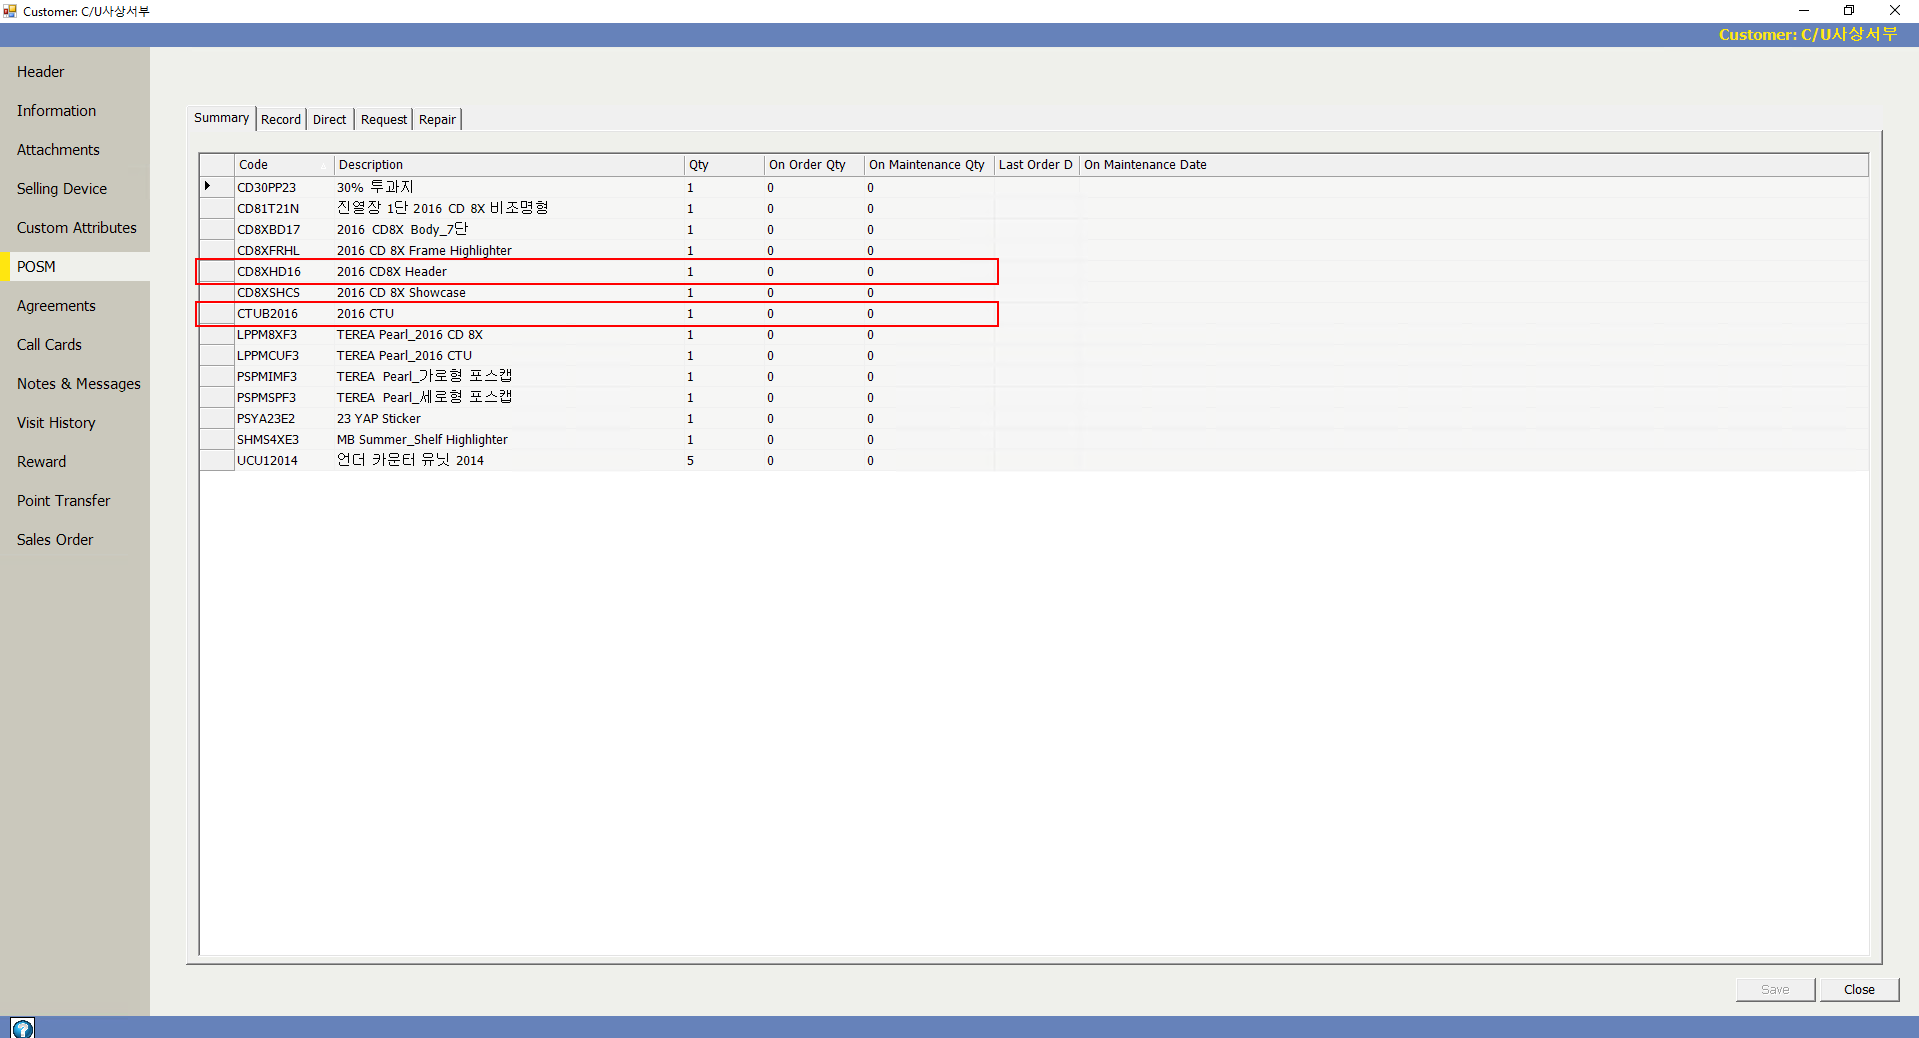 Customer: C/U사상서부
Customer: C/U사상서부
Header
Information
Attachments
Selling Device
Custom Attributes
POSM
Agreements
Call Cards
Notes & Messages
Visit History
Reward
Point Transfer
Sales Order
Summary Record Direct Request Repair
Code Description Qty On Order Qty On Maintenance Qty Last Order D On Maintenance Date
CD30PP23 30% 투과지 1 0 0
CD81T21N 진열장 1단 2016 CD 8X 비조명형 1 0 0
CD8XBD17 2016 CD8X Body_7단 1 0 0
CD8XFRHL 2016 CD 8X Frame Highlighter 1 0 0
CD8XHD16 2016 CD8X Header 1 0 0
CD8XSHCS 2016 CD 8X Showcase 1 0 0
CTUB2016 2016 CTU 1 0 0
LPPM8XF3 TEREA Pearl_2016 CD 8X 1 0 0
LPPMCUF3 TEREA Pearl_2016 CTU 1 0 0
PSPMIMF3 TEREA Pearl_가로형 포스캡 1 0 0
PSPMSPF3 TEREA Pearl_세로형 포스캡 1 0 0
PSYA23E2 23 YAP Sticker 1 0 0
SHMS4XE3 MB Summer_Shelf Highlighter 1 0 0
UCU12014 언더 카운터 유닛 2014 5 0 0
Save Close
?